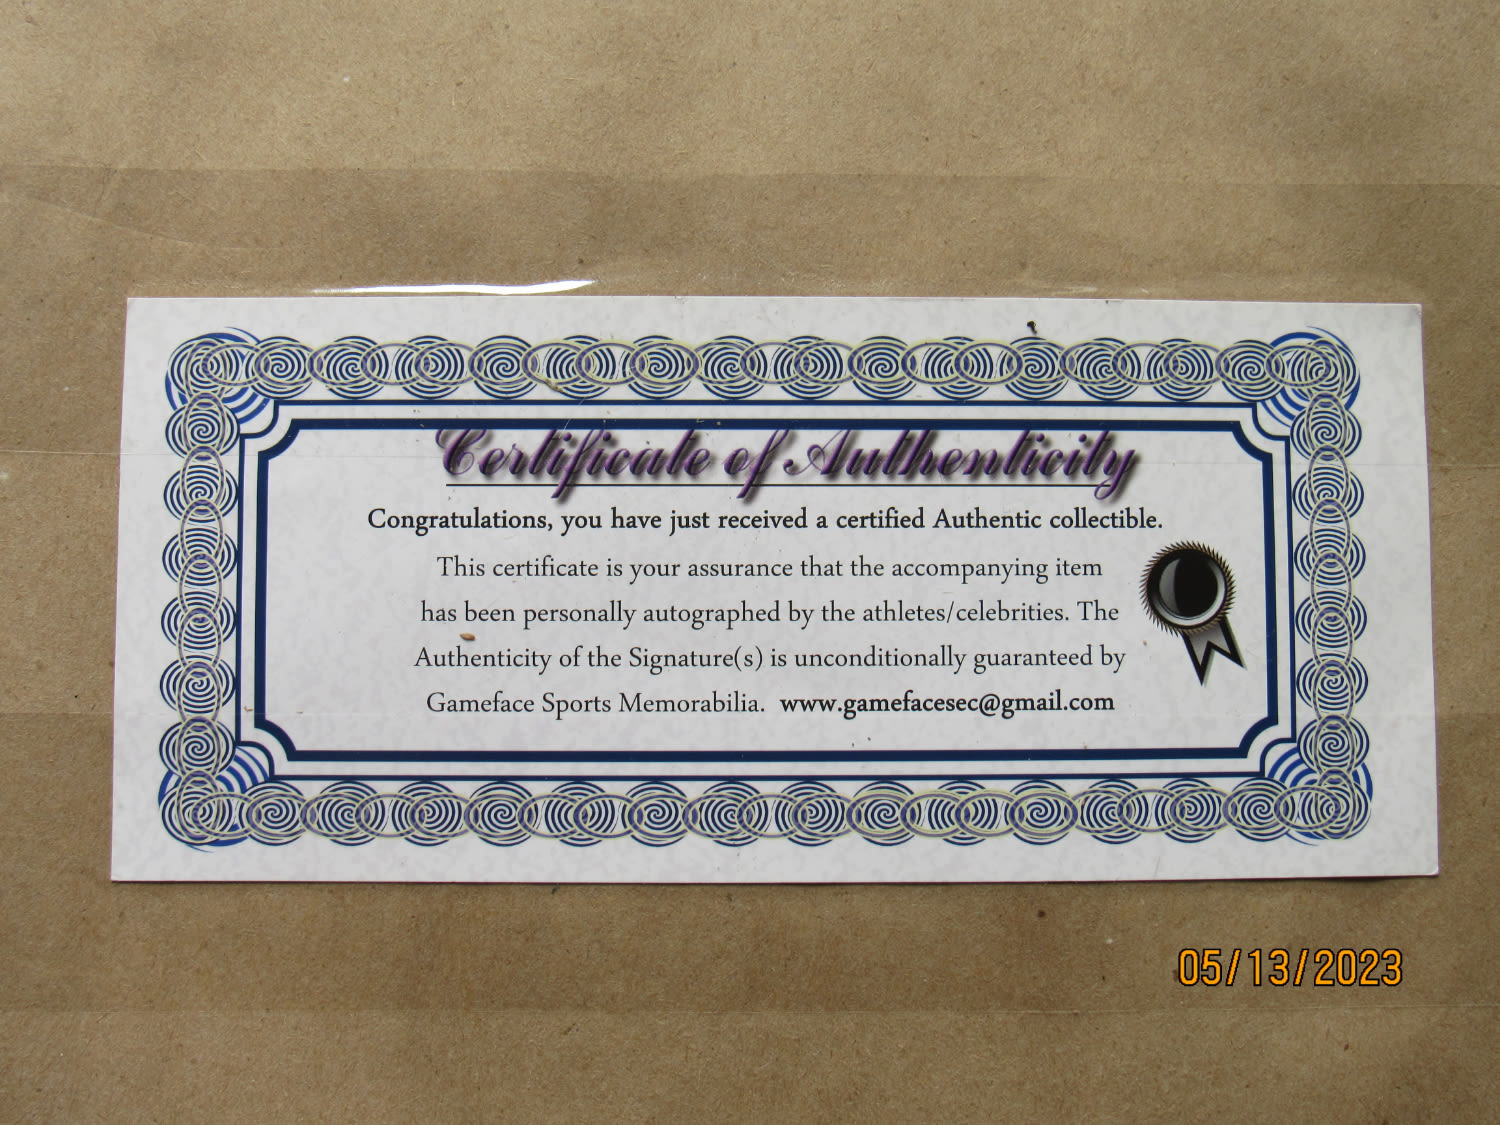 Certificate of Authenticity
Congratulations, you have just received a certified Authentic collectible.
This certificate is your assurance that the accompanying item
has been personally autographed by the athletes/celebrities. The
Authenticity of the Signature(s) is unconditionally guaranteed by
Gameface Sports Memorabilia. www.gamefacesec@gmail.com
05/13/2023